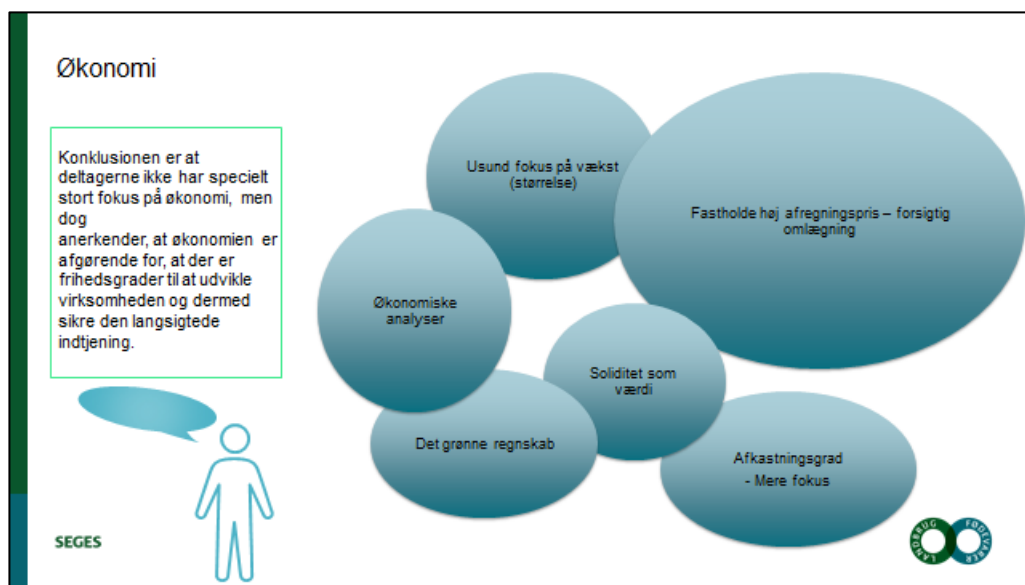 Økonomi
Konklusionen er at
deltagerne ikke har specielt
stort fokus på økonomi, men
dog
anerkender, at økonomien er
afgørende for, at der er
frihedsgrader til at udvikle
virksomheden og dermed
sikre den langsigtede
indtjening.
Usund fokus på vækst
(størrelse)
Fastholde høj afregningspris – forsigtig
omlægning
Økonomiske
analyser
Soliditet som
værdi
Det grønne regnskab
Afkastningsgrad
- Mere fokus
SEGES
LANDBRUG
FØDEVARER